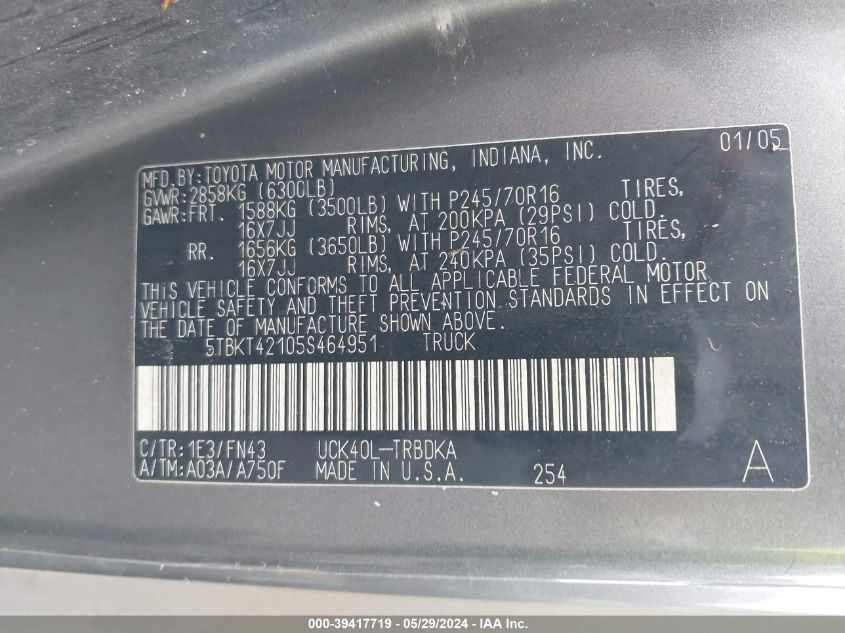 MFD.BY:TOYOTA MOTOR MANUFACTURING, INDIANA, INC. 01/05
GVWR:2858KG (6300LB)
GAWR:FRT. 1588KG (3500LB) WITH P245/70R16 TIRES,
16X7JJ RIMS, AT 200KPA (29PSI) COLD.
RR. 1656KG (3650LB) WITH P245/70R16 TIRES,
16X7JJ RIMS, AT 240KPA (35PSI) COLD.
THIS VEHICLE CONFORMS TO ALL APPLICABLE FEDERAL MOTOR
VEHICLE SAFETY AND THEFT PREVENTION STANDARDS IN EFFECT ON
THE DATE OF MANUFACTURE SHOWN ABOVE.
5TBKT42105S464951 TRUCK
C/TR:1E3/FN43 UCK40L-TRBDKA
A/TM:A03A/A750F MADE IN U.S.A. 254 A
000-39417719 - 05/29/2024 - IAA Inc.